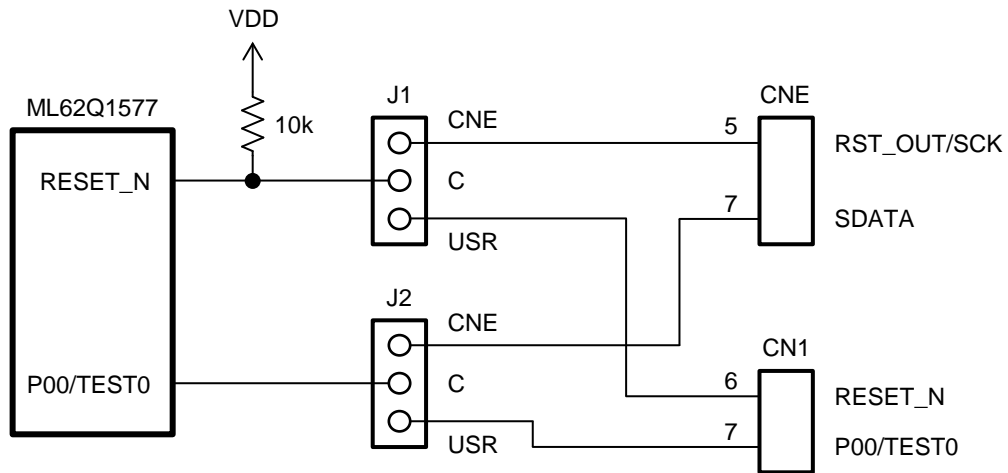 VDD
ML62Q1577
10k
J1
CNE
CNE
5
RST_OUT/SCK
RESET_N
C
7
SDATA
USR
J2
CNE
CN1
P00/TEST0
C
6
RESET_N
USR
7
P00/TEST0